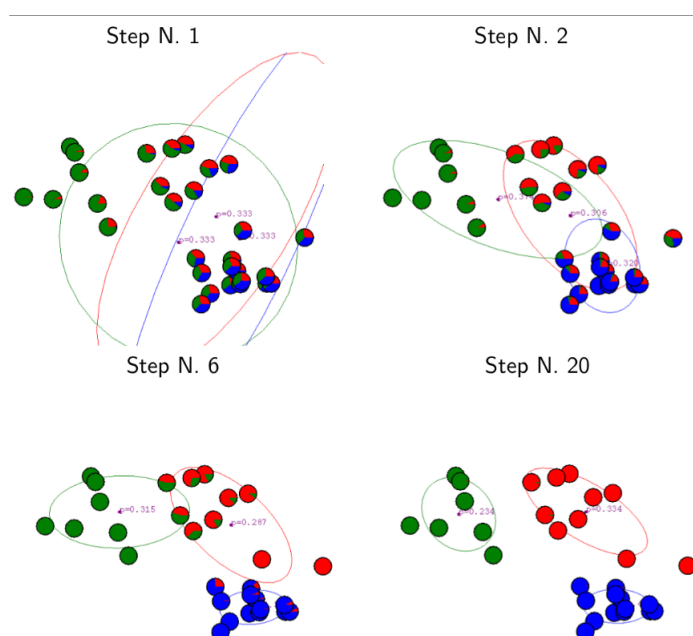 Step N. 1
Step N. 2
p=0.333
p=0.333
0.333
p=0.306
Step N. 6
Step N. 20
p=0.315
p=0.287
p=0.234
p=0.334